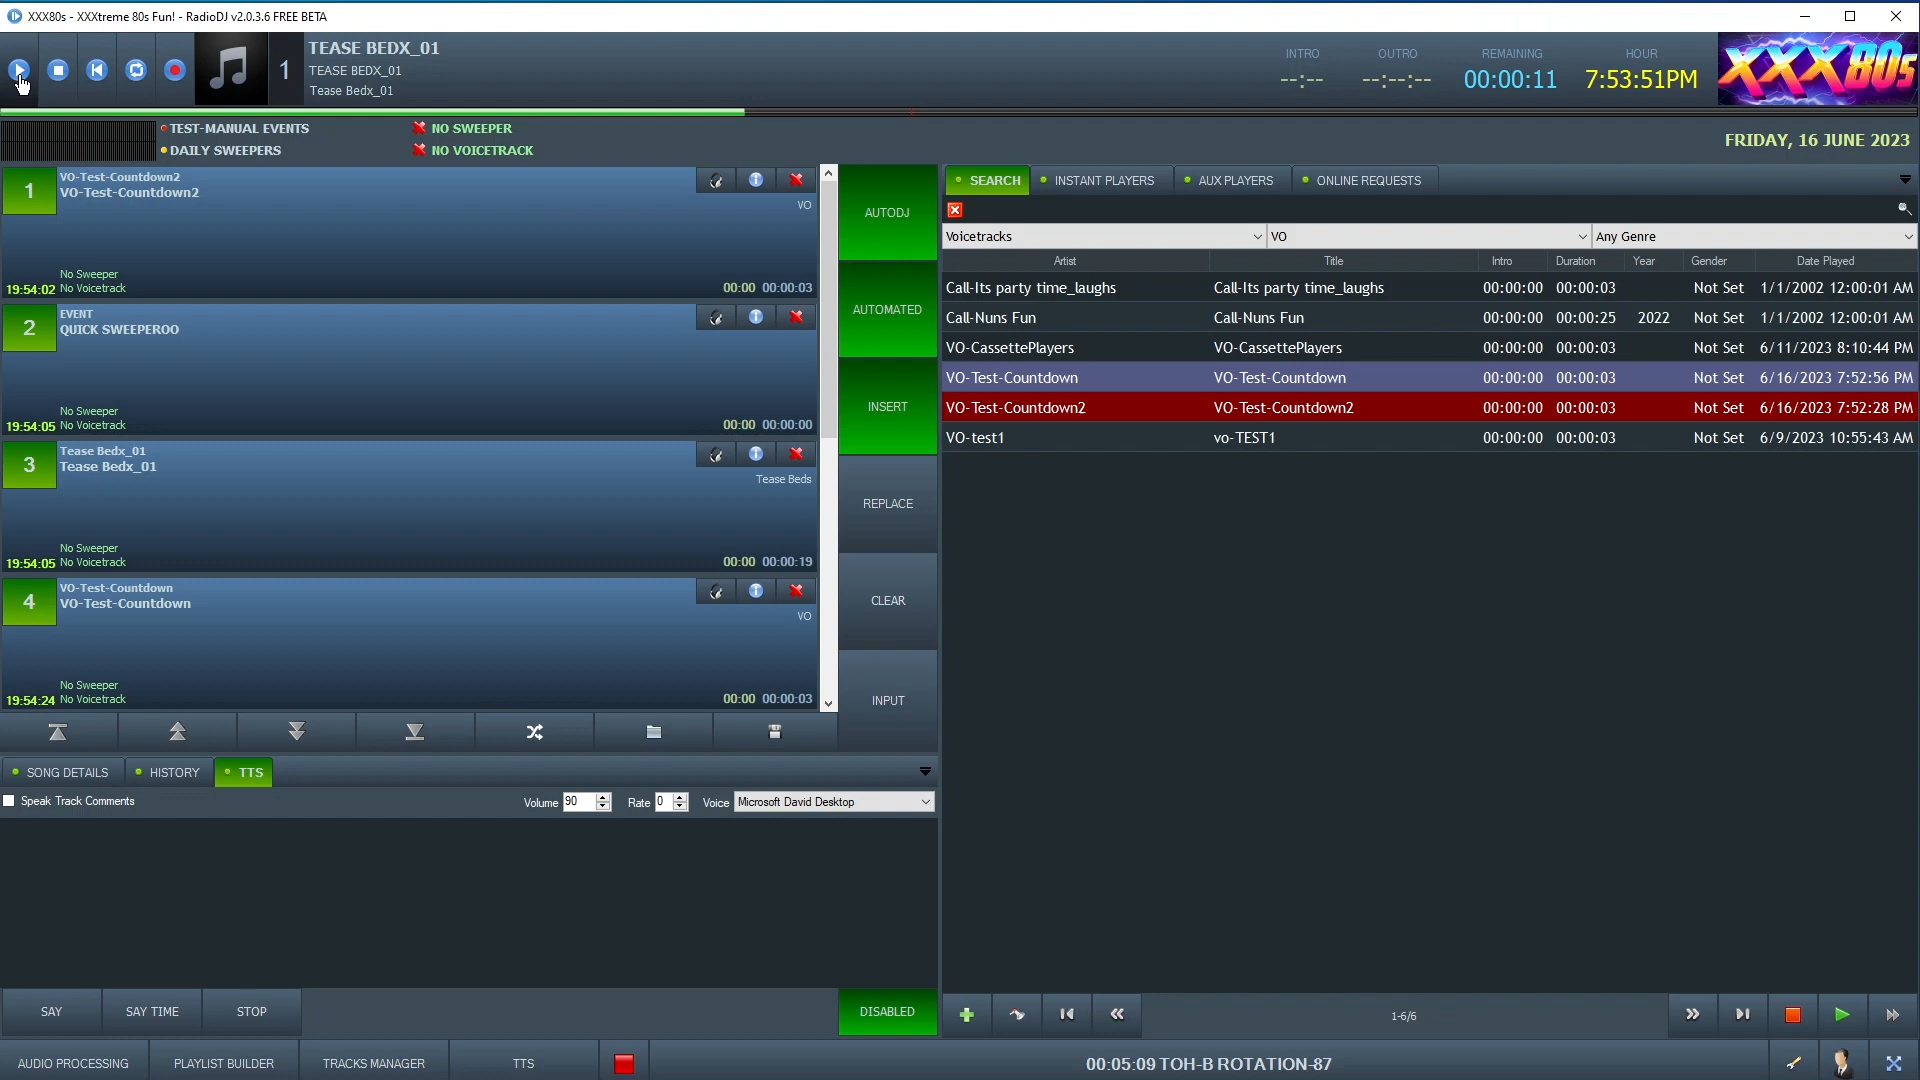 XXX80s - XXXtreme 80s Fun! - RadioDJ v2.0.3.6 FREE BETA
1
TEASE BEDX_01
TEASE BEDX_01
Tease Bedx_01
INTRO
--:--
OUTRO
--:--:--
REMAINING
00:00:11
HOUR
7:53:51PM
XXX80s
TEST-MANUAL EVENTS
DAILY SWEEPERS
NO SWEEPER
NO VOICETRACK
FRIDAY, 16 JUNE 2023
1
VO-Test-Countdown2
VO-Test-Countdown2
VO
No Sweeper
19:54:02 No Voicetrack
00:00 00:00:03
2
EVENT
QUICK SWEEPEROO
No Sweeper
19:54:05 No Voicetrack
00:00 00:00:00
3
Tease Bedx_01
Tease Bedx_01
Tease Beds
No Sweeper
19:54:05 No Voicetrack
00:00 00:00:19
4
VO-Test-Countdown
VO-Test-Countdown
VO
No Sweeper
19:54:24 No Voicetrack
00:00 00:00:03
AUTODJ
AUTOMATED
INSERT
REPLACE
CLEAR
INPUT
SEARCH INSTANT PLAYERS AUX PLAYERS ONLINE REQUESTS
Voicetracks VO Any Genre
Artist Title Intro Duration Year Gender Date Played
Call-Its party time_laughs Call-Its party time_laughs 00:00:00 00:00:03 Not Set 1/1/2002 12:00:01 AM
Call-Nuns Fun Call-Nuns Fun 00:00:00 00:00:25 2022 Not Set 1/1/2002 12:00:01 AM
VO-CassettePlayers VO-CassettePlayers 00:00:00 00:00:03 Not Set 6/11/2023 8:10:44 PM
VO-Test-Countdown VO-Test-Countdown 00:00:00 00:00:03 Not Set 6/16/2023 7:52:56 PM
VO-Test-Countdown2 VO-Test-Countdown2 00:00:00 00:00:03 Not Set 6/16/2023 7:52:28 PM
VO-test1 vo-TEST1 00:00:00 00:00:03 Not Set 6/9/2023 10:55:43 AM
SONG DETAILS HISTORY TTS
Speak Track Comments Volume 90 Rate 0 Voice Microsoft David Desktop
SAY SAY TIME STOP DISABLED
1-6/6
AUDIO PROCESSING PLAYLIST BUILDER TRACKS MANAGER TTS 00:05:09 TOH-B ROTATION-87